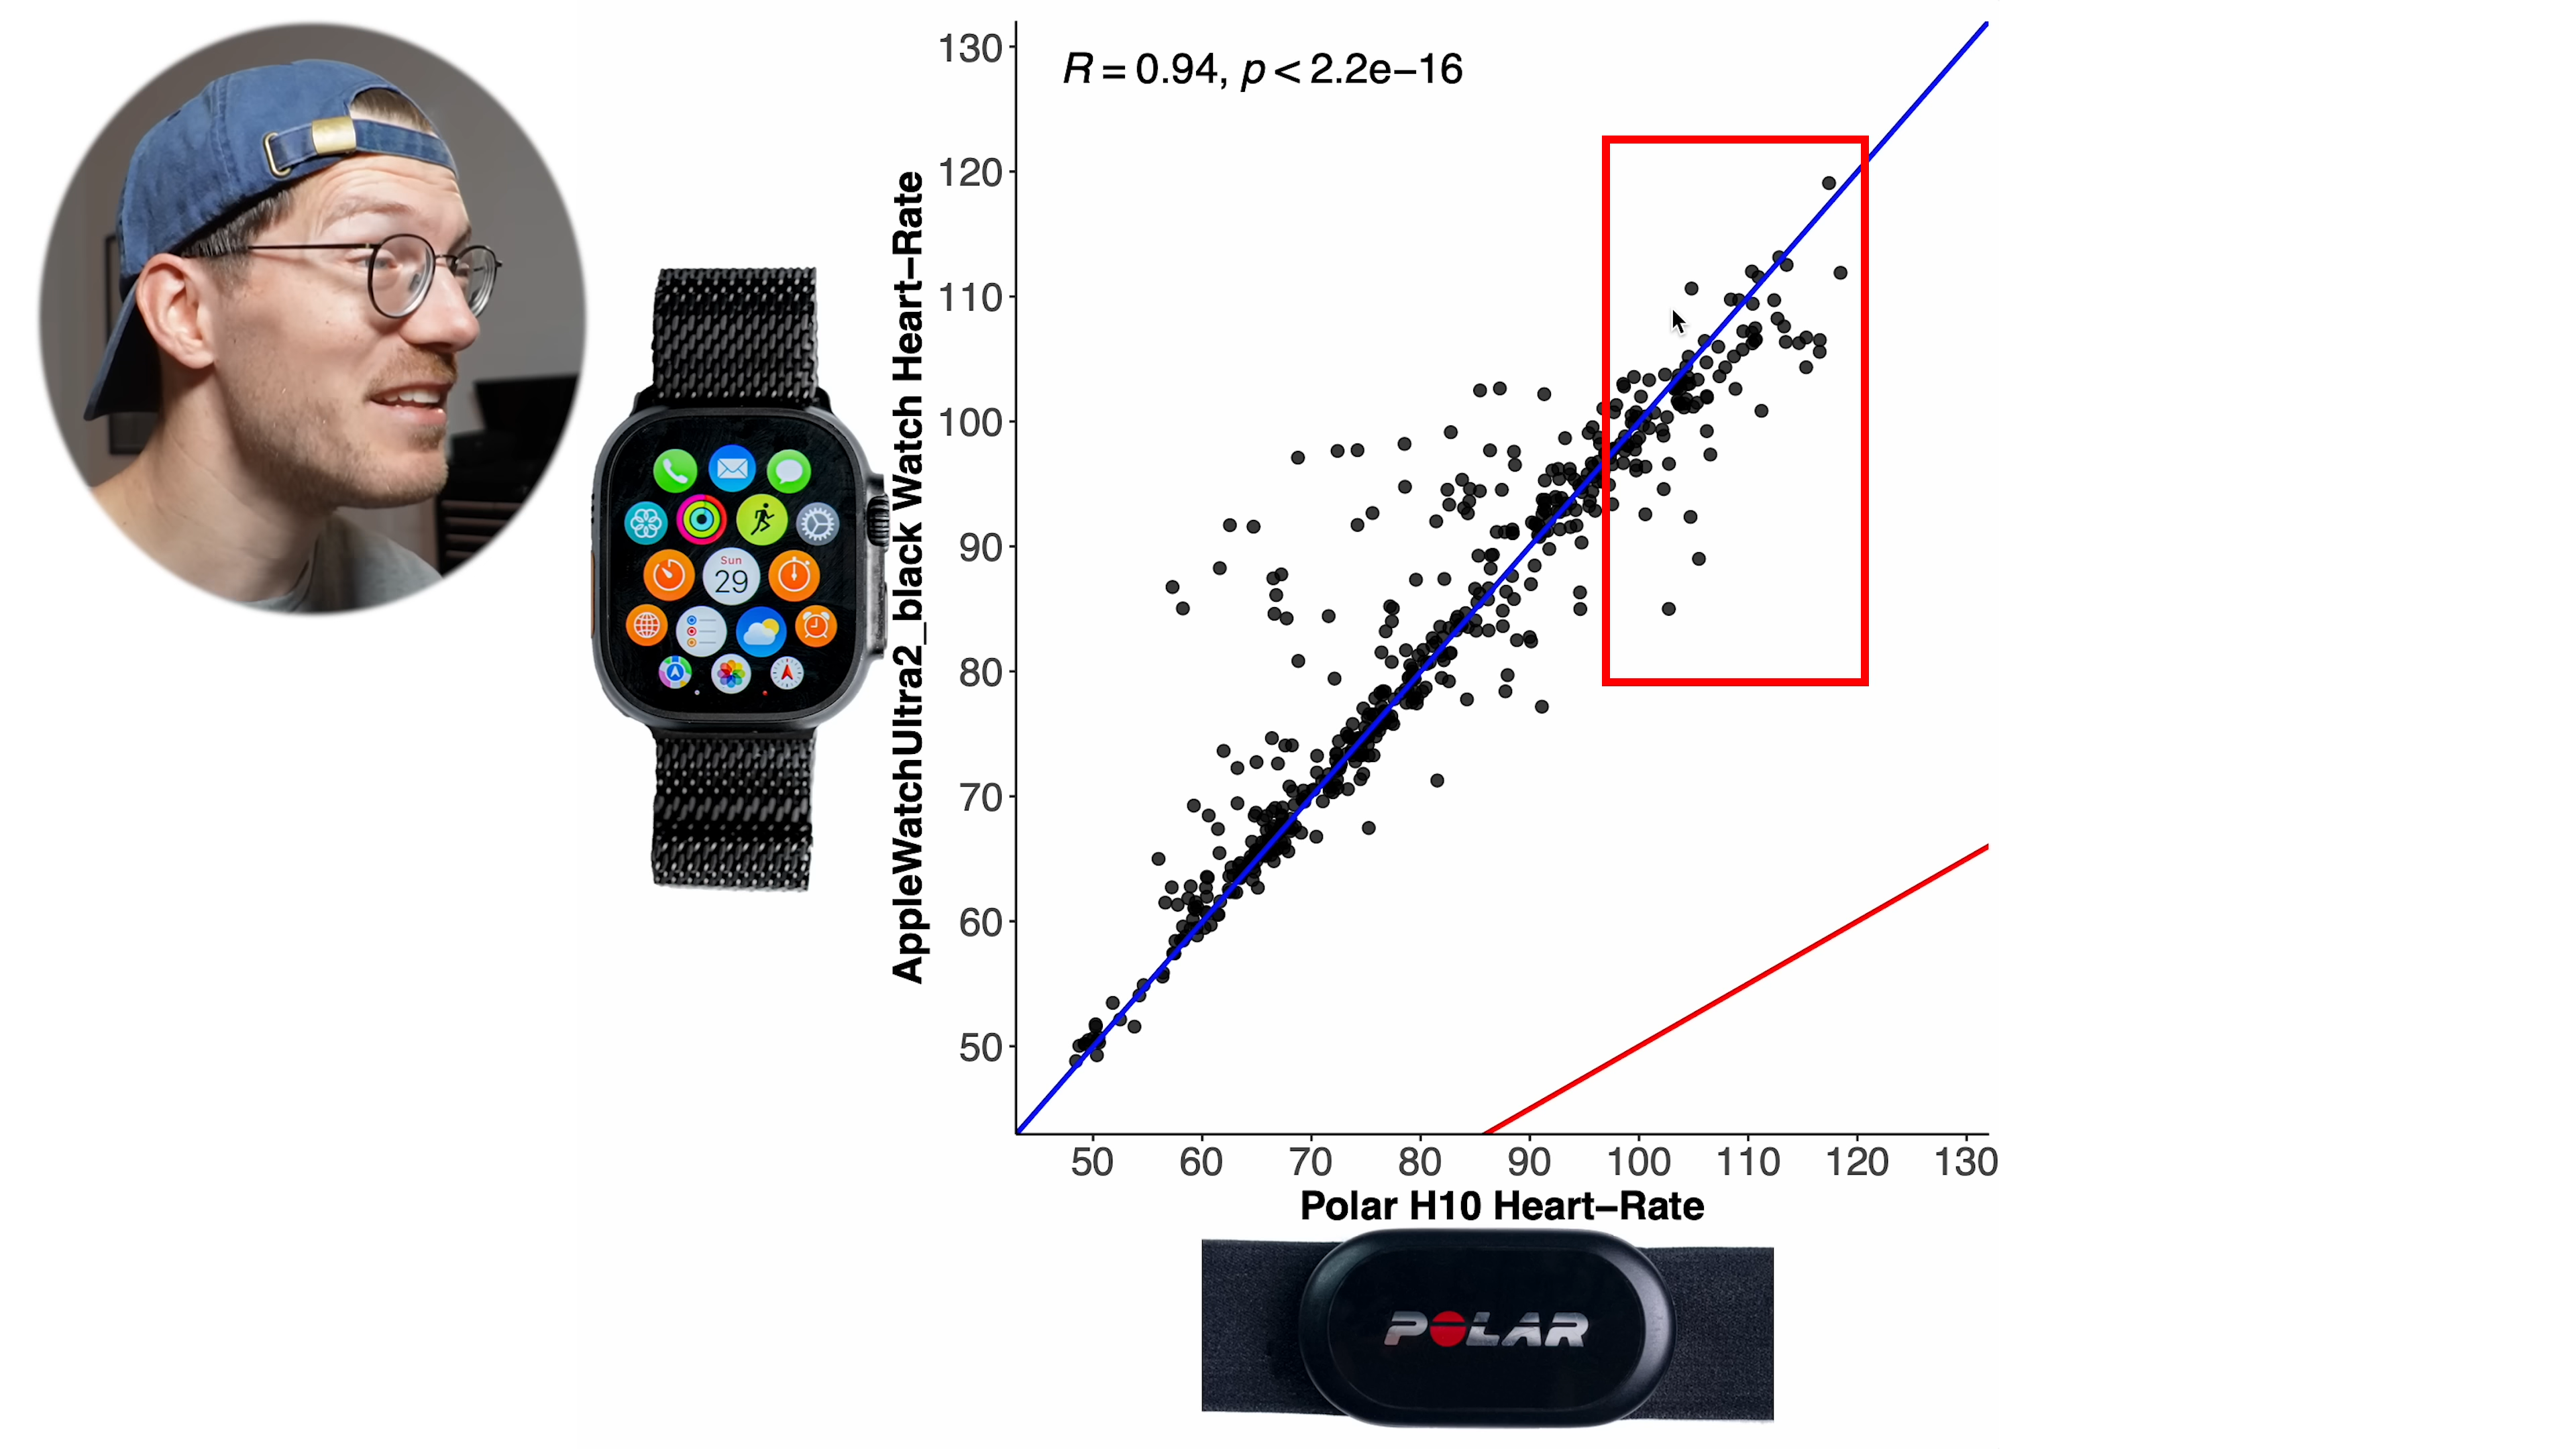 R = 0.94, p < 2.2e−16
130
120
110
100
90
80
70
60
50
AppleWatchUltra2_black Watch Heart−Rate
Sun
29
50 60 70 80 90 100 110 120 130
Polar H10 Heart−Rate
POLAR